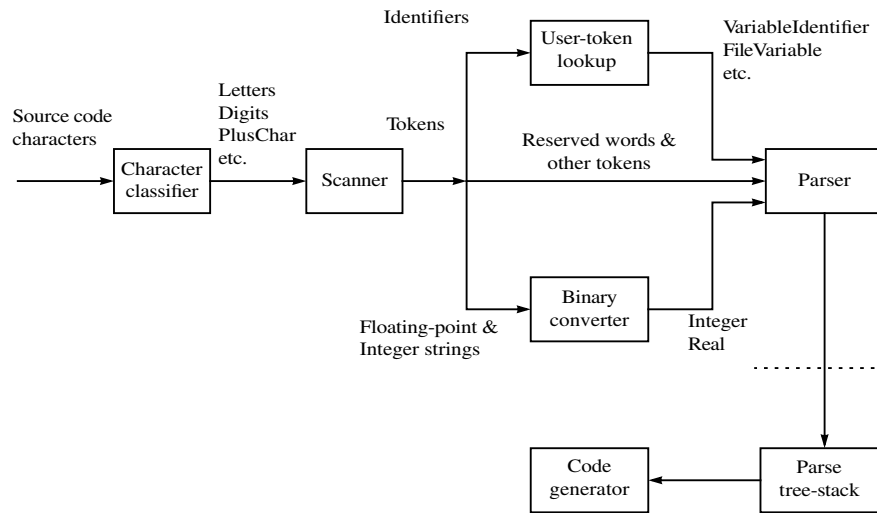 Identifiers
User-token
lookup
VariableIdentifier
FileVariable
etc.
Source code
characters
Letters
Digits
PlusChar
etc.
Tokens
Reserved words &
other tokens
Character
classifier
Scanner
Parser
Floating-point &
Integer strings
Binary
converter
Integer
Real
Code
generator
Parse
tree-stack